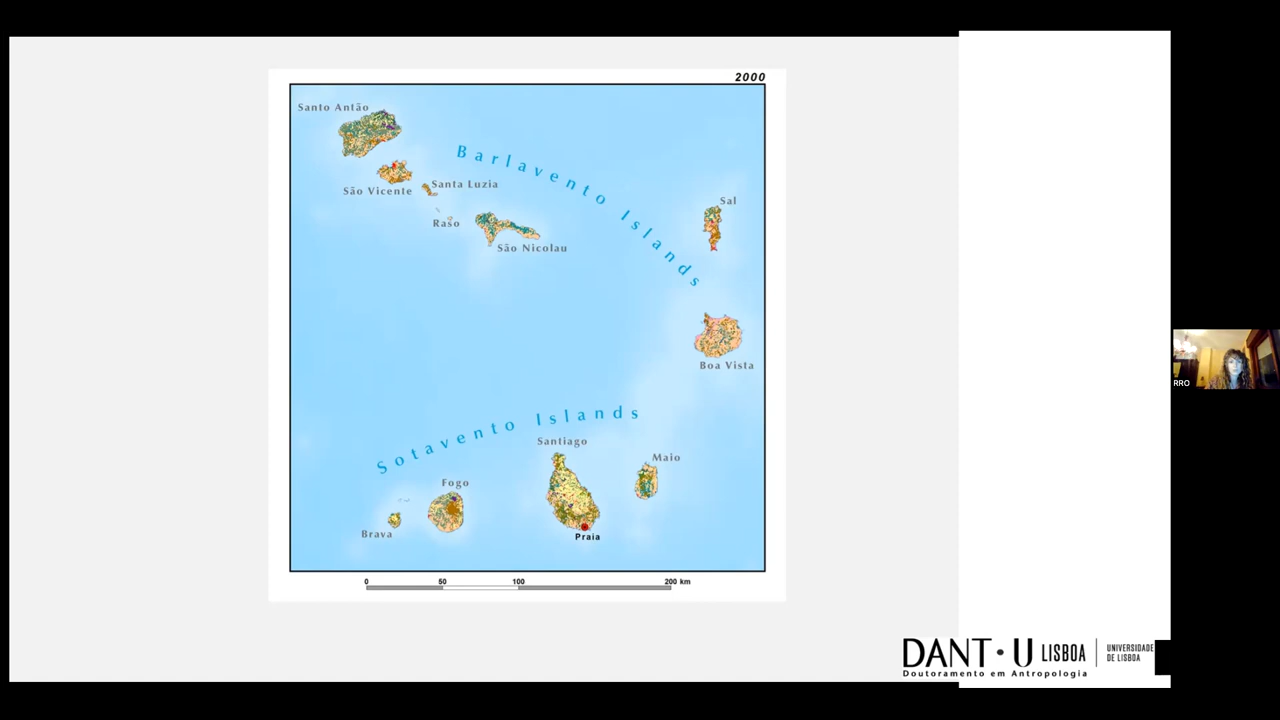 2000
Santo Antão
Barlavento Islands
São Vicente
Santa Luzia
Sal
Raso
São Nicolau
Boa Vista
RRO
Sotavento Islands
Santiago
Maio
Fogo
Brava
Praia
0 50 100 200 km
DANT • U LISBOA | UNIVERSIDADE
DE LISBOA
Doutoramento em Antropologia